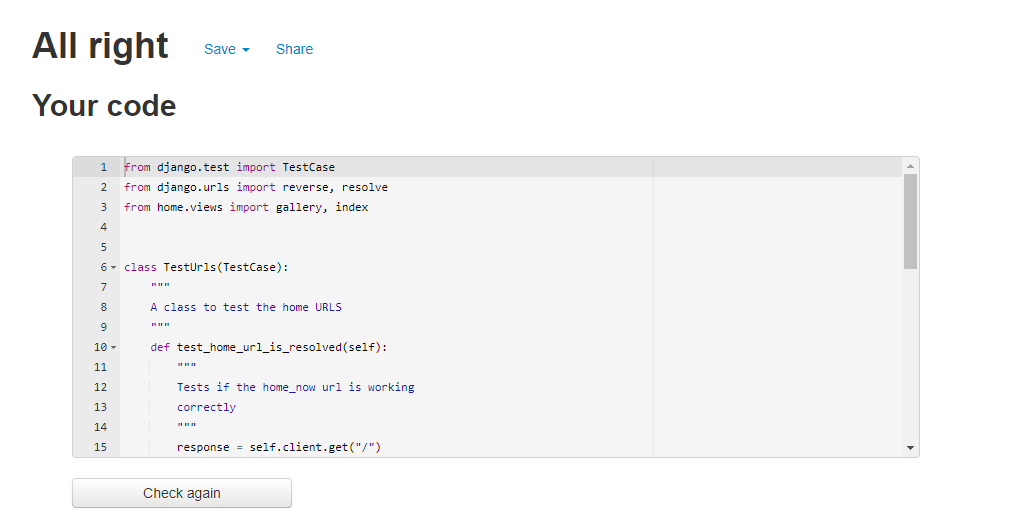 All right Save Share
Your code
1 from django.test import TestCase
2 from django.urls import reverse, resolve
3 from home.views import gallery, index
4
5
6 class TestUrls(TestCase):
7 """
8 A class to test the home URLS
9 """
10 def test_home_url_is_resolved(self):
11 """
12 Tests if the home_now url is working
13 correctly
14 """
15 response = self.client.get("/")
Check again